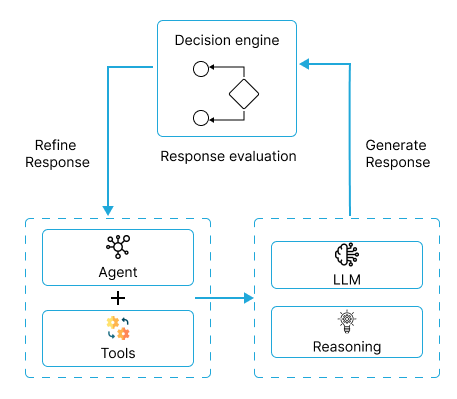 Decision engine
Response evaluation
Refine
Response
Generate
Response
Agent
+
Tools
LLM
Reasoning